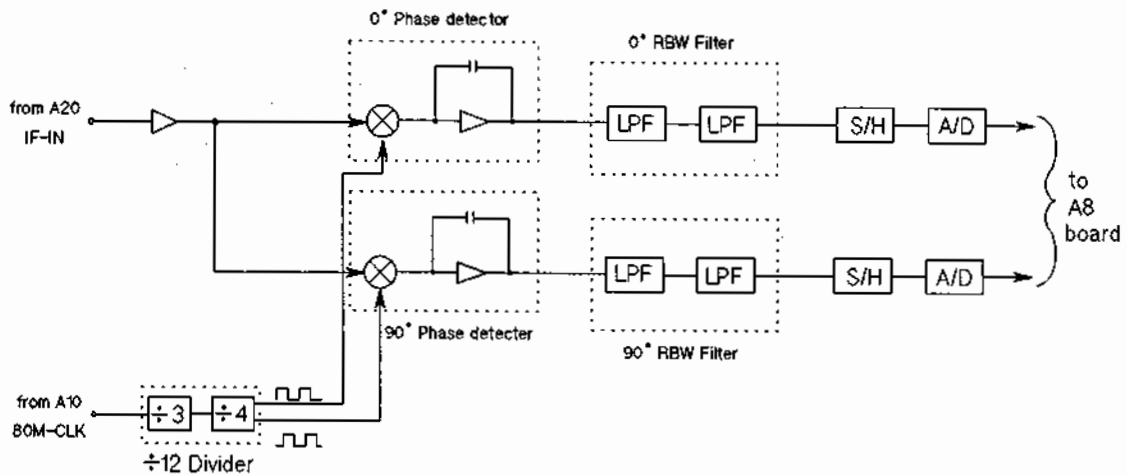 0° Phase detector
0° RBW Filter
from A20
IF-IN
LPF
LPF
S/H
A/D
to
A8
board
LPF
LPF
S/H
A/D
90° Phase detecter
90° RBW Filter
from A10
80M-CLK
÷3
÷4
÷12 Divider